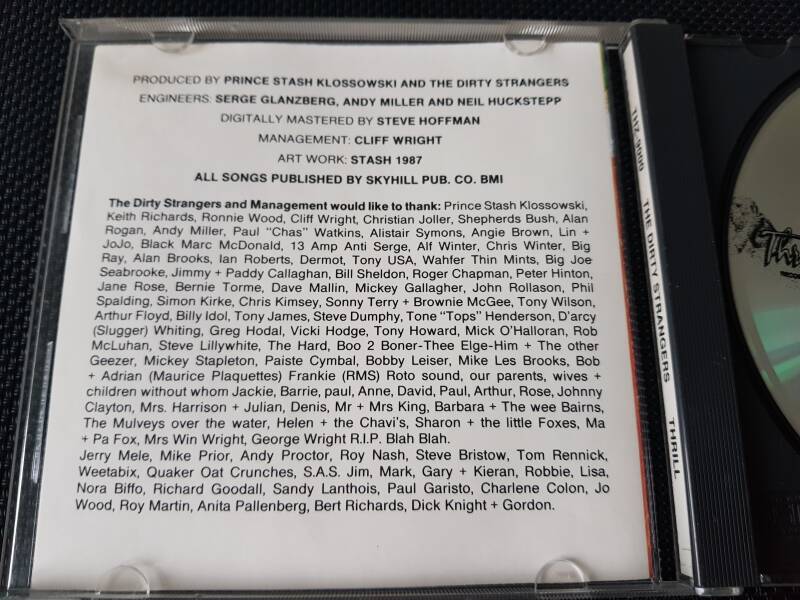 PRODUCED BY PRINCE STASH KLOSSOWSKI AND THE DIRTY STRANGERS
ENGINEERS: SERGE GLANZBERG, ANDY MILLER AND NEIL HUCKSTEPP
DIGITALLY MASTERED BY STEVE HOFFMAN
MANAGEMENT: CLIFF WRIGHT
ART WORK: STASH 1987
ALL SONGS PUBLISHED BY SKYHILL PUB. CO. BMI
The Dirty Strangers and Management would like to thank: Prince Stash Klossowski,
Keith Richards, Ronnie Wood, Cliff Wright, Christian Joller, Shepherds Bush, Alan
Rogan, Andy Miller, Paul "Chas" Watkins, Alistair Symons, Angie Brown, Lin +
JoJo, Black Marc McDonald, 13 Amp Anti Serge, Alf Winter, Chris Winter, Big
Ray, Alan Brooks, Ian Roberts, Dermot, Tony USA, Wahfer Thin Mints, Big Joe
Seabrooke, Jimmy + Paddy Callaghan, Bill Sheldon, Roger Chapman, Peter Hinton,
Jane Rose, Bernie Torme, Dave Mallin, Mickey Gallagher, John Rollason, Phil
Spalding, Simon Kirke, Chris Kimsey, Sonny Terry + Brownie McGee, Tony Wilson,
Arthur Floyd, Billy Idol, Tony James, Steve Dumphy, Tone "Tops" Henderson, D'arcy
(Slugger) Whiting, Greg Hodal, Vicki Hodge, Tony Howard, Mick O'Halloran, Rob
McLuhan, Steve Lillywhite, The Hard, Boo 2 Boner-Thee Elge-Him + The other
Geezer, Mickey Stapleton, Paiste Cymbal, Bobby Leiser, Mike Les Brooks, Bob
+ Adrian (Maurice Plaquettes) Frankie (RMS) Roto sound, our parents, wives +
children without whom Jackie, Barrie, paul, Anne, David, Paul, Arthur, Rose, Johnny
Clayton, Mrs. Harrison + Julian, Denis, Mr + Mrs King, Barbara + The wee Bairns,
The Mulveys over the water, Helen + the Chavi's, Sharon + the little Foxes, Ma
+ Pa Fox, Mrs Win Wright, George Wright R.I.P. Blah Blah.
Jerry Mele, Mike Prior, Andy Proctor, Roy Nash, Steve Bristow, Tom Rennick,
Weetabix, Quaker Oat Crunches, S.A.S. Jim, Mark, Gary + Kieran, Robbie, Lisa,
Nora Biffo, Richard Goodall, Sandy Lanthois, Paul Garisto, Charlene Colon, Jo
Wood, Roy Martin, Anita Pallenberg, Bert Richards, Dick Knight + Gordon.
THZ-9000 THE DIRTY STRANGERS THRILL